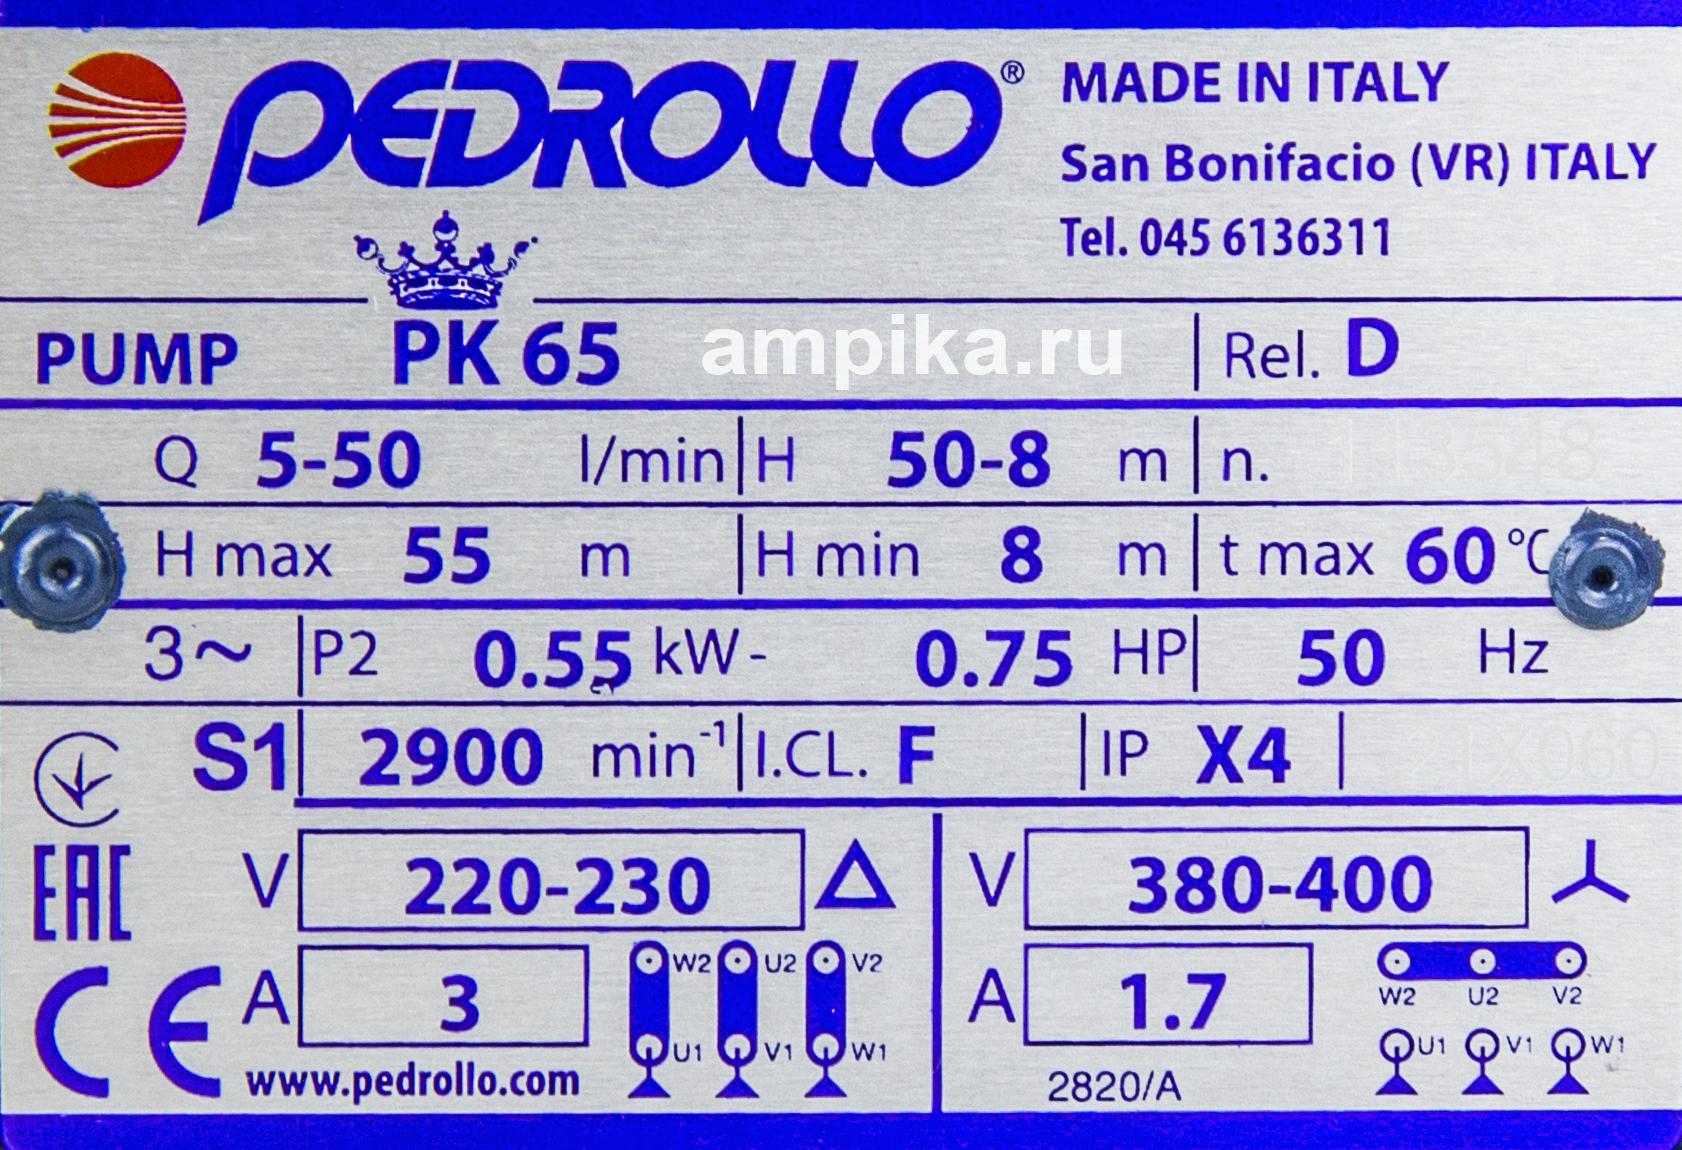 PEDROLLO®
MADE IN ITALY
San Bonifacio (VR) ITALY
Tel. 045 6136311
PUMP PK 65 Rel. D
ampika.ru
Q 5-50 l/min H 50-8 m n.
H max 55 m H min 8 m t max 60 °C
3~ P2 0.55 kW - 0.75 HP 50 Hz
S1 2900 min⁻¹ I.CL. F IP X4
EAC V 220-230 Δ V 380-400
CE A 3 A 1.7
W2 U2 V2
U1 V1 W1
W2 U2 V2
U1 V1 W1
www.pedrollo.com
2820/A